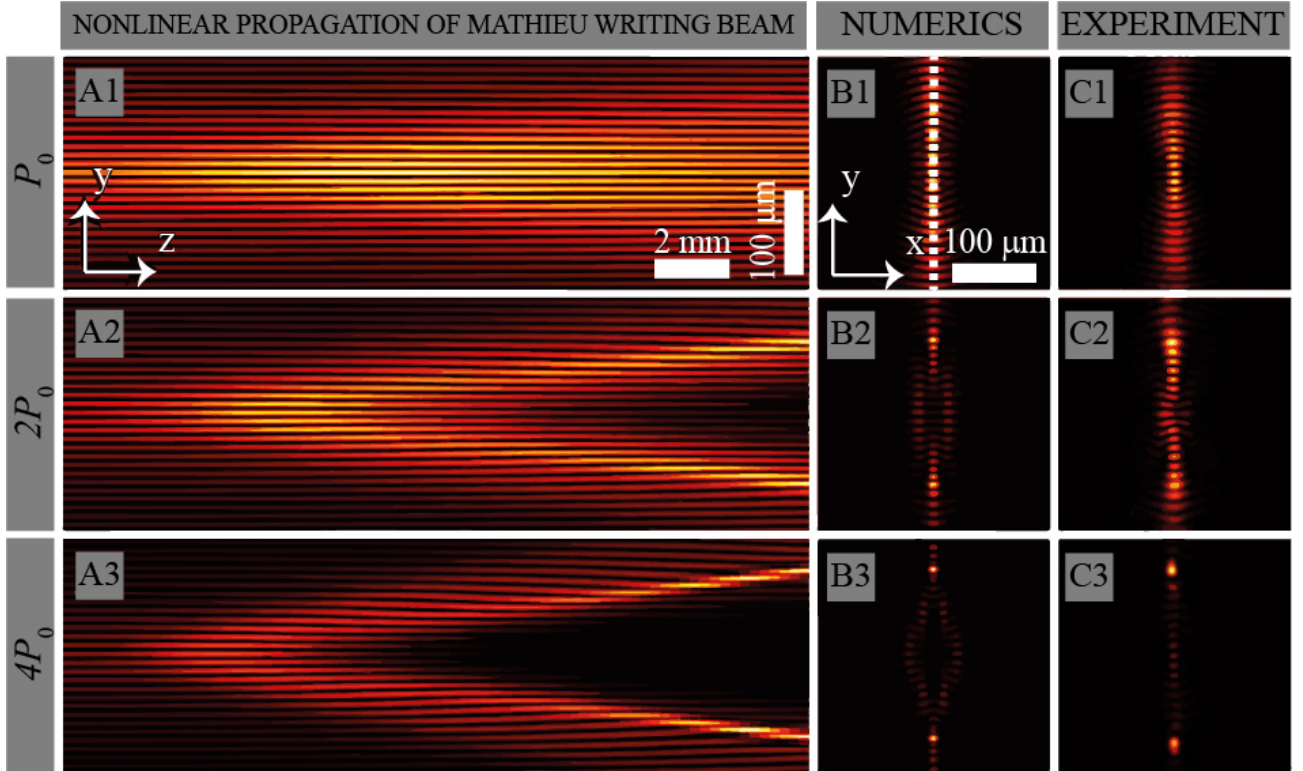 NONLINEAR PROPAGATION OF MATHIEU WRITING BEAM
NUMERICS
EXPERIMENT
P0
A1
y
z
2 mm
100 μm
B1
y
x
100 μm
C1
2P0
A2
B2
C2
4P0
A3
B3
C3